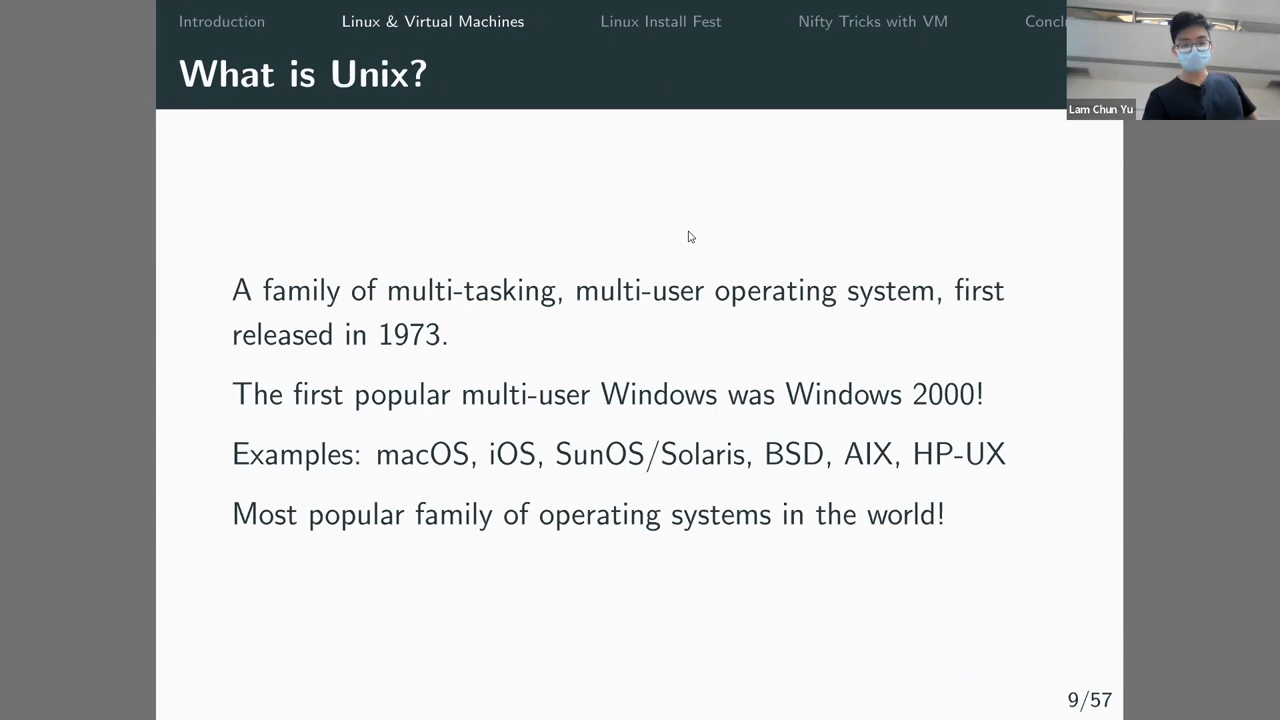 Introduction Linux & Virtual Machines Linux Install Fest Nifty Tricks with VM
What is Unix?
Lam Chun Yu
A family of multi-tasking, multi-user operating system, first
released in 1973.
The first popular multi-user Windows was Windows 2000!
Examples: macOS, iOS, SunOS/Solaris, BSD, AIX, HP-UX
Most popular family of operating systems in the world!
9/57